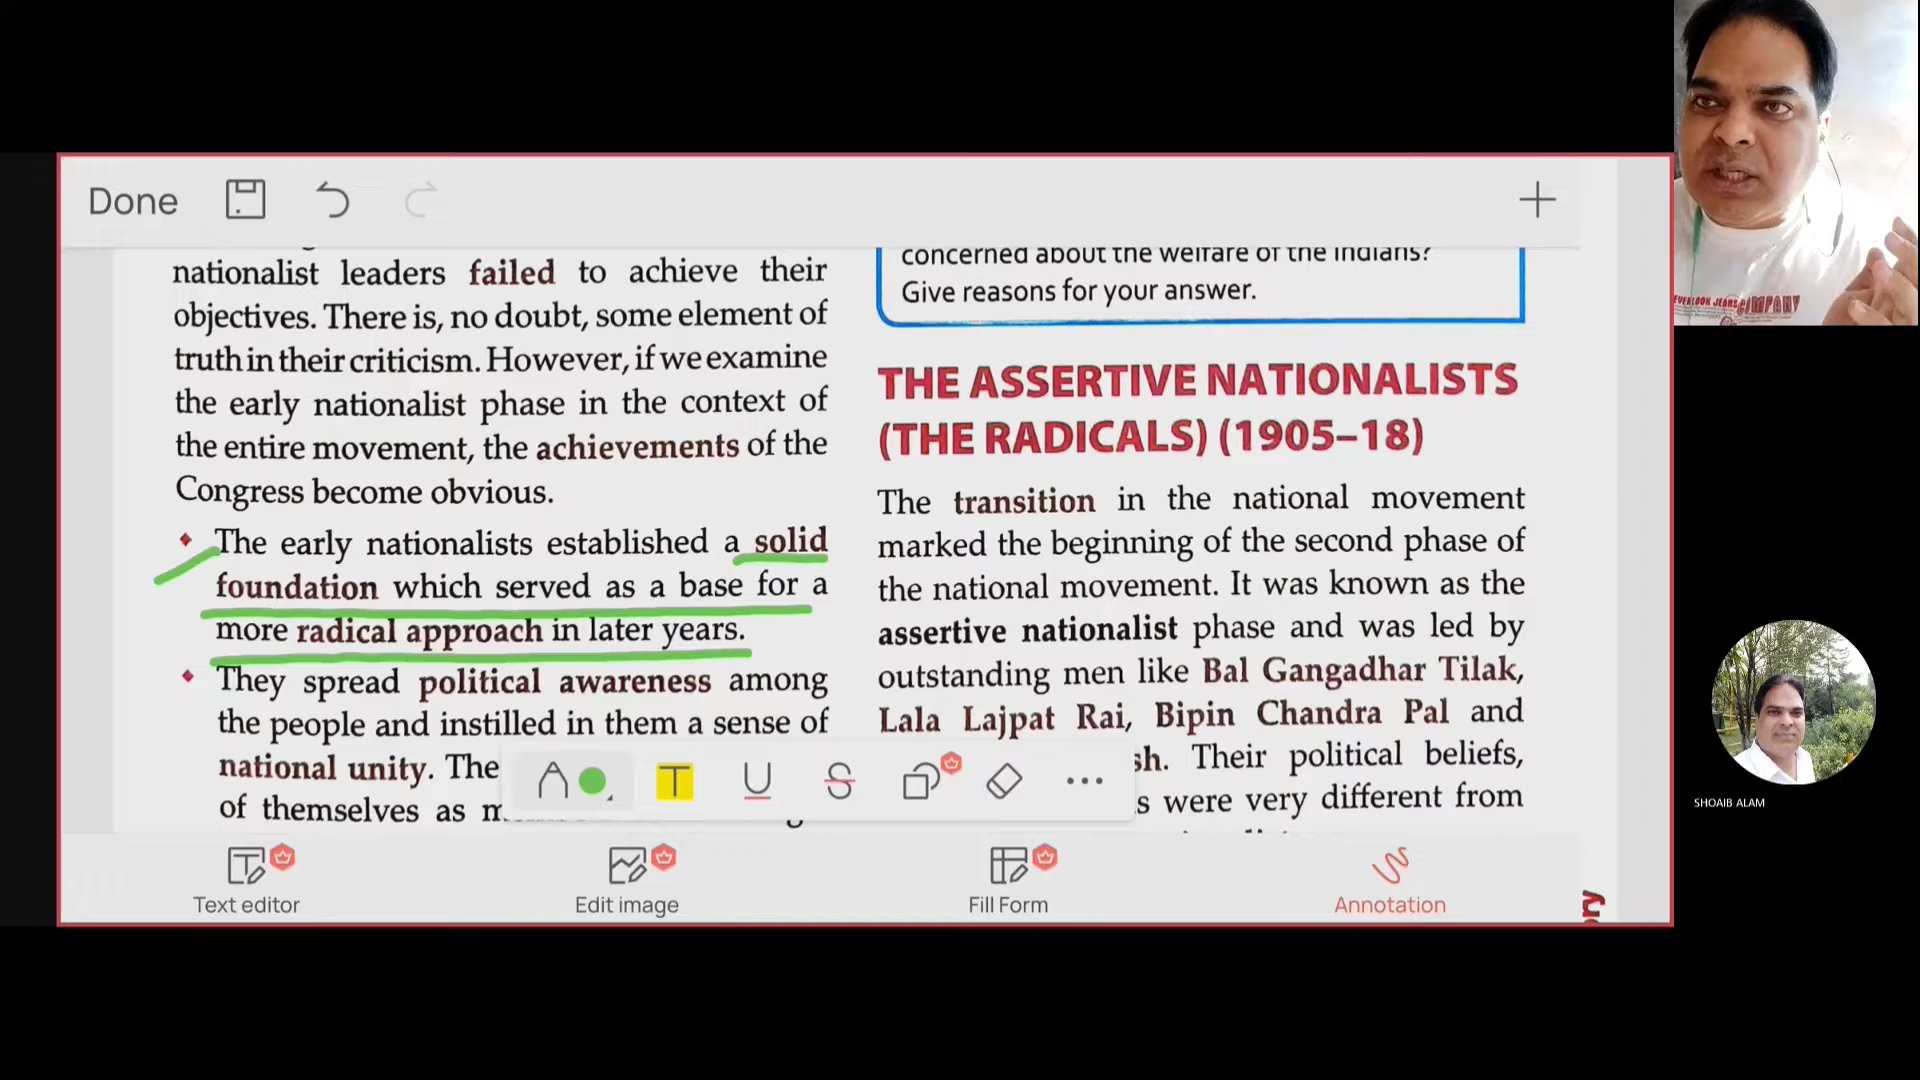 Done
nationalist leaders failed to achieve their
objectives. There is, no doubt, some element of
truth in their criticism. However, if we examine
the early nationalist phase in the context of
the entire movement, the achievements of the
Congress become obvious.
The early nationalists established a solid
foundation which served as a base for a
more radical approach in later years.
They spread political awareness among
the people and instilled in them a sense of
national unity. The
of themselves as m
concerned about the welfare of the Indians?
Give reasons for your answer.
THE ASSERTIVE NATIONALISTS
(THE RADICALS) (1905–18)
The transition in the national movement
marked the beginning of the second phase of
the national movement. It was known as the
assertive nationalist phase and was led by
outstanding men like Bal Gangadhar Tilak,
Lala Lajpat Rai, Bipin Chandra Pal and
sh. Their political beliefs,
s were very different from
Text editor
Edit image
Fill Form
Annotation
ory
COMPANY
SHOAIB ALAM